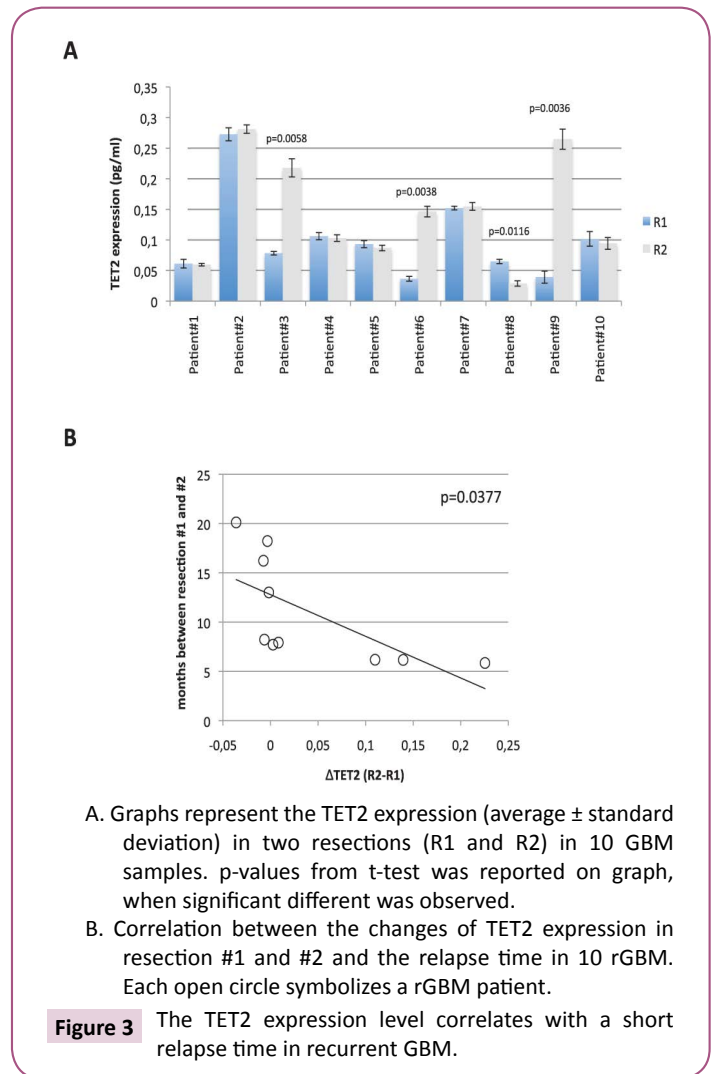 A
0,35
0,3
0,25
0,2
0,15
0,1
0,05
0
TET2 expression (pg/ml)
p=0.0058
p=0.0038
p=0.0116
p=0.0036
R1
R2
Patient#1
Patient#2
Patient#3
Patient#4
Patient#5
Patient#6
Patient#7
Patient#8
Patient#9
Patient#10
B
25
20
15
10
5
0
months between resection #1 and #2
p=0.0377
-0,05
0
0,05
0,1
0,15
0,2
0,25
ΔTET2 (R2-R1)
A. Graphs represent the TET2 expression (average ± standard
deviation) in two resections (R1 and R2) in 10 GBM
samples. p-values from t-test was reported on graph,
when significant different was observed.
B. Correlation between the changes of TET2 expression in
resection #1 and #2 and the relapse time in 10 rGBM.
Each open circle symbolizes a rGBM patient.
Figure 3 The TET2 expression level correlates with a short
relapse time in recurrent GBM.